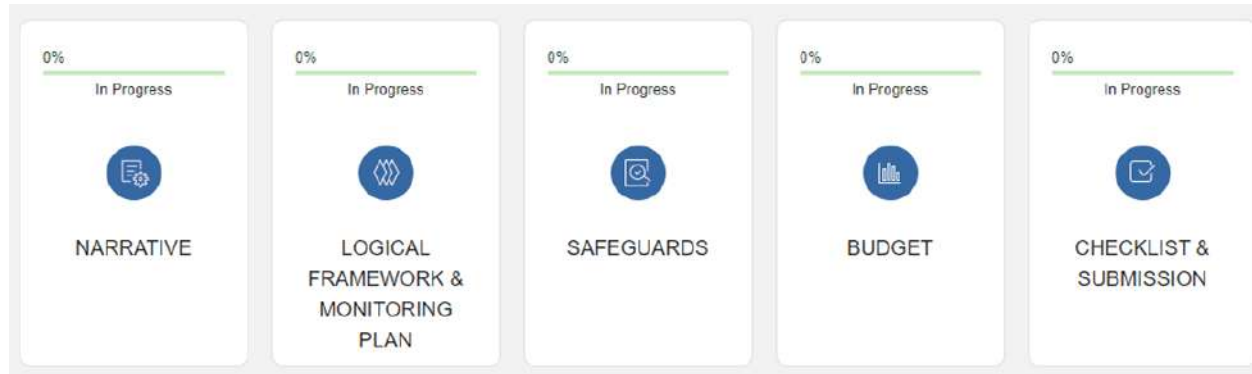 0%
In Progress
NARRATIVE
0%
In Progress
LOGICAL
FRAMEWORK &
MONITORING
PLAN
0%
In Progress
SAFEGUARDS
0%
In Progress
BUDGET
0%
In Progress
CHECKLIST &
SUBMISSION